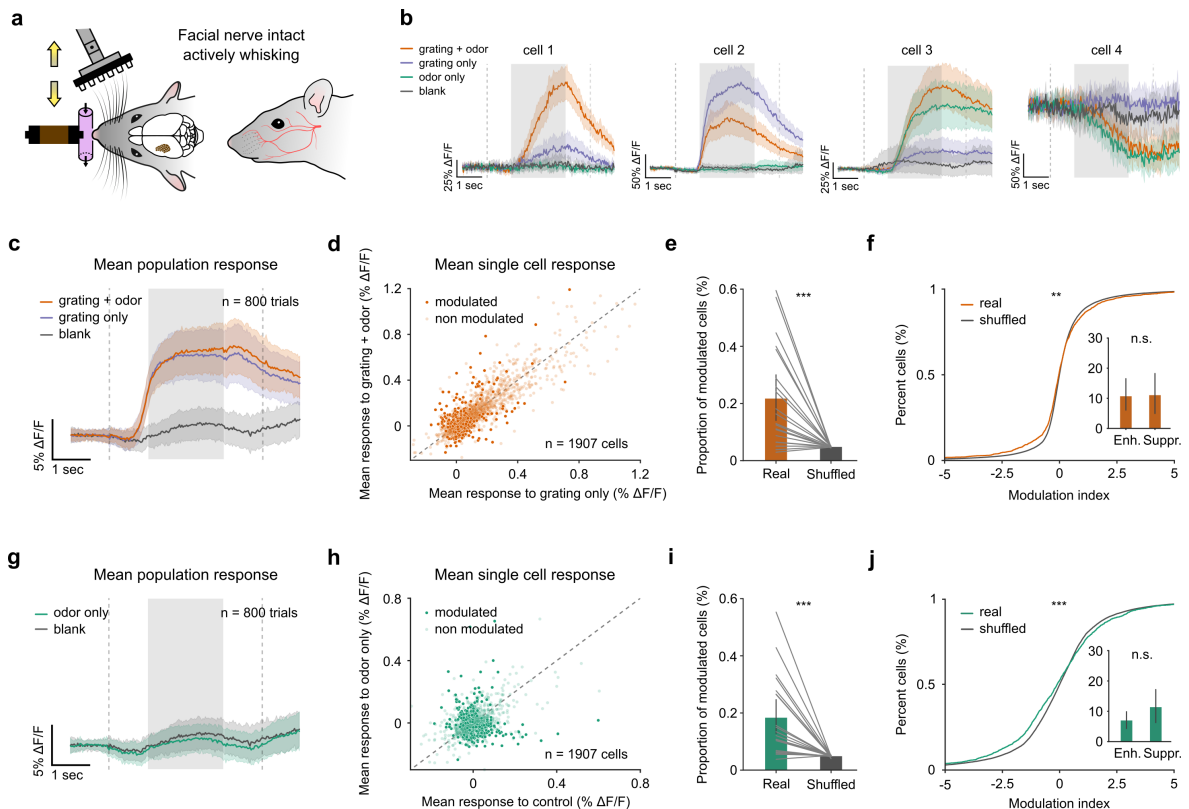 a
Facial nerve intact
actively whisking
b
grating + odor
grating only
odor only
blank
cell 1
cell 2
cell 3
cell 4
25% ΔF/F
1 sec
50% ΔF/F
1 sec
25% ΔF/F
1 sec
50% ΔF/F
1 sec
c
Mean population response
grating + odor
grating only
blank
n = 800 trials
5% ΔF/F
1 sec
d
Mean single cell response
Mean response to grating + odor (% ΔF/F)
1.2
0.8
0.4
0
modulated
non modulated
n = 1907 cells
0
0.4
0.8
1.2
Mean response to grating only (% ΔF/F)
e
Proportion of modulated cells (%)
0.6
0.4
0.2
0
***
Real
Shuffled
f
Percent cells (%)
1
0.5
0
real
shuffled
**
n.s.
30
20
10
0
Enh.
Suppr.
-5
-2.5
0
2.5
5
Modulation index
g
Mean population response
odor only
blank
n = 800 trials
5% ΔF/F
1 sec
h
Mean single cell response
Mean response to odor only (% ΔF/F)
0.8
0.4
0
modulated
non modulated
n = 1907 cells
0
0.4
0.8
Mean response to control (% ΔF/F)
i
Proportion of modulated cells (%)
0.6
0.4
0.2
0
***
Real
Shuffled
j
Percent cells (%)
1
0.5
0
real
shuffled
***
n.s.
30
20
10
0
Enh.
Suppr.
-5
-2.5
0
2.5
5
Modulation index